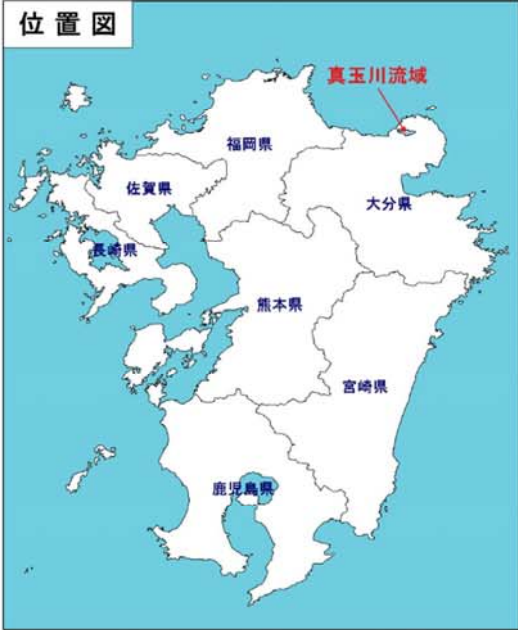 位置図
真玉川流域
福岡県
佐賀県
大分県
長崎県
熊本県
宮崎県
鹿児島県